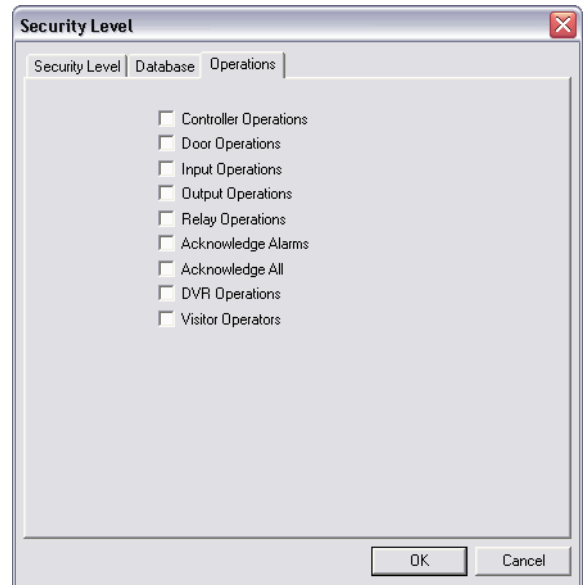 Security Level
Security Level Database Operations
Controller Operations
Door Operations
Input Operations
Output Operations
Relay Operations
Acknowledge Alarms
Acknowledge All
DVR Operations
Visitor Operators
OK Cancel